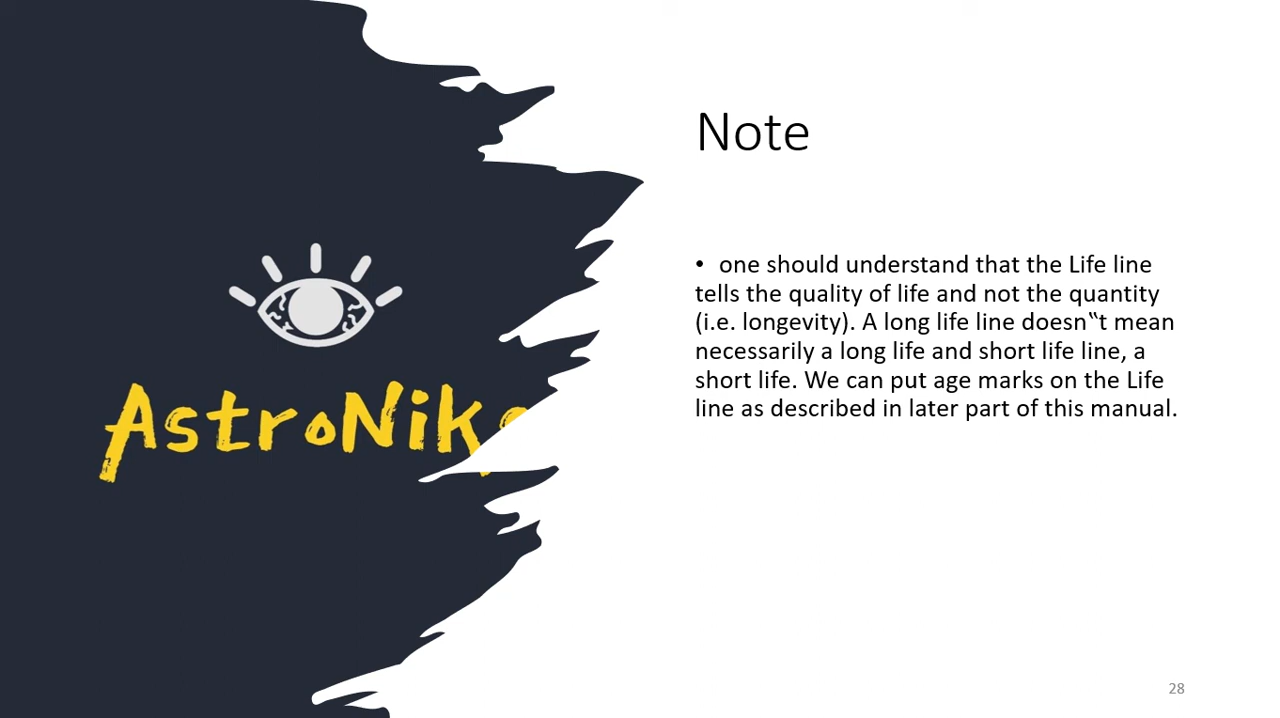 Note
• one should understand that the Life line
tells the quality of life and not the quantity
(i.e. longevity). A long life line doesn‟t mean
necessarily a long life and short life line, a
short life. We can put age marks on the Life
line as described in later part of this manual.
AstroNik
28